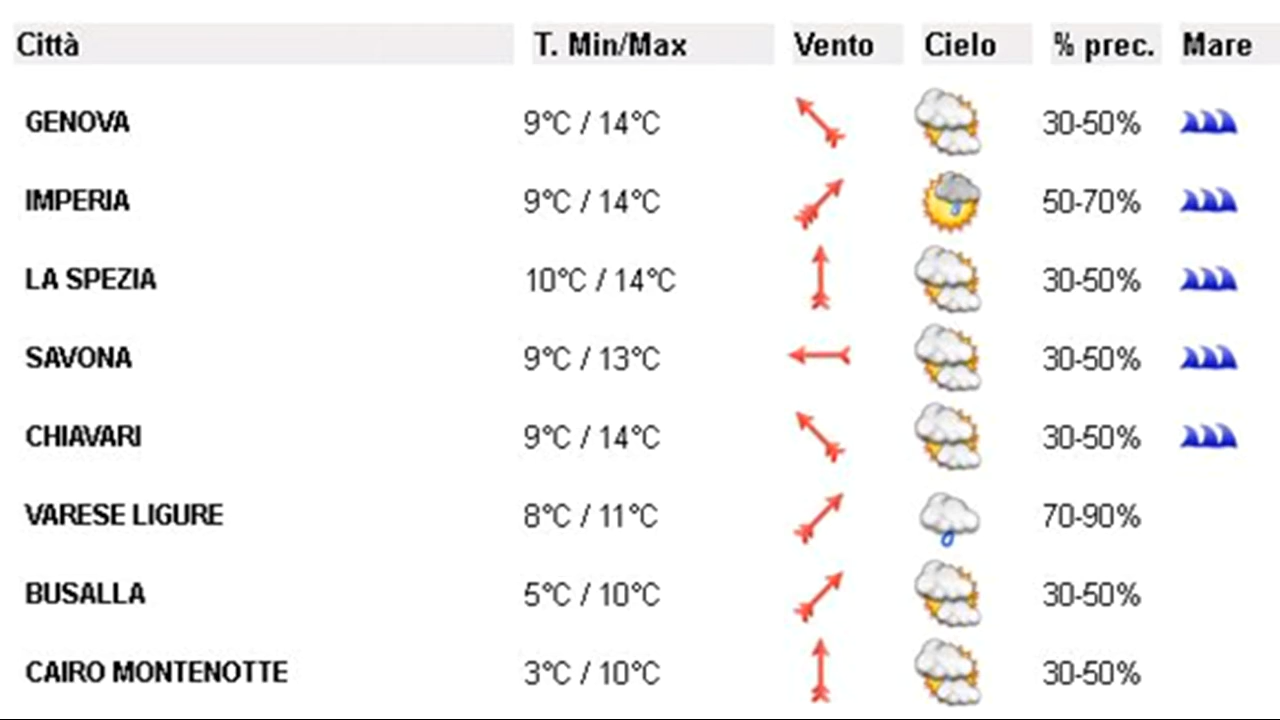 Città T. Min/Max Vento Cielo % prec. Mare
GENOVA 9°C / 14°C 30-50%
IMPERIA 9°C / 14°C 50-70%
LA SPEZIA 10°C / 14°C 30-50%
SAVONA 9°C / 13°C 30-50%
CHIAVARI 9°C / 14°C 30-50%
VARESE LIGURE 8°C / 11°C 70-90%
BUSALLA 5°C / 10°C 30-50%
CAIRO MONTENOTTE 3°C / 10°C 30-50%